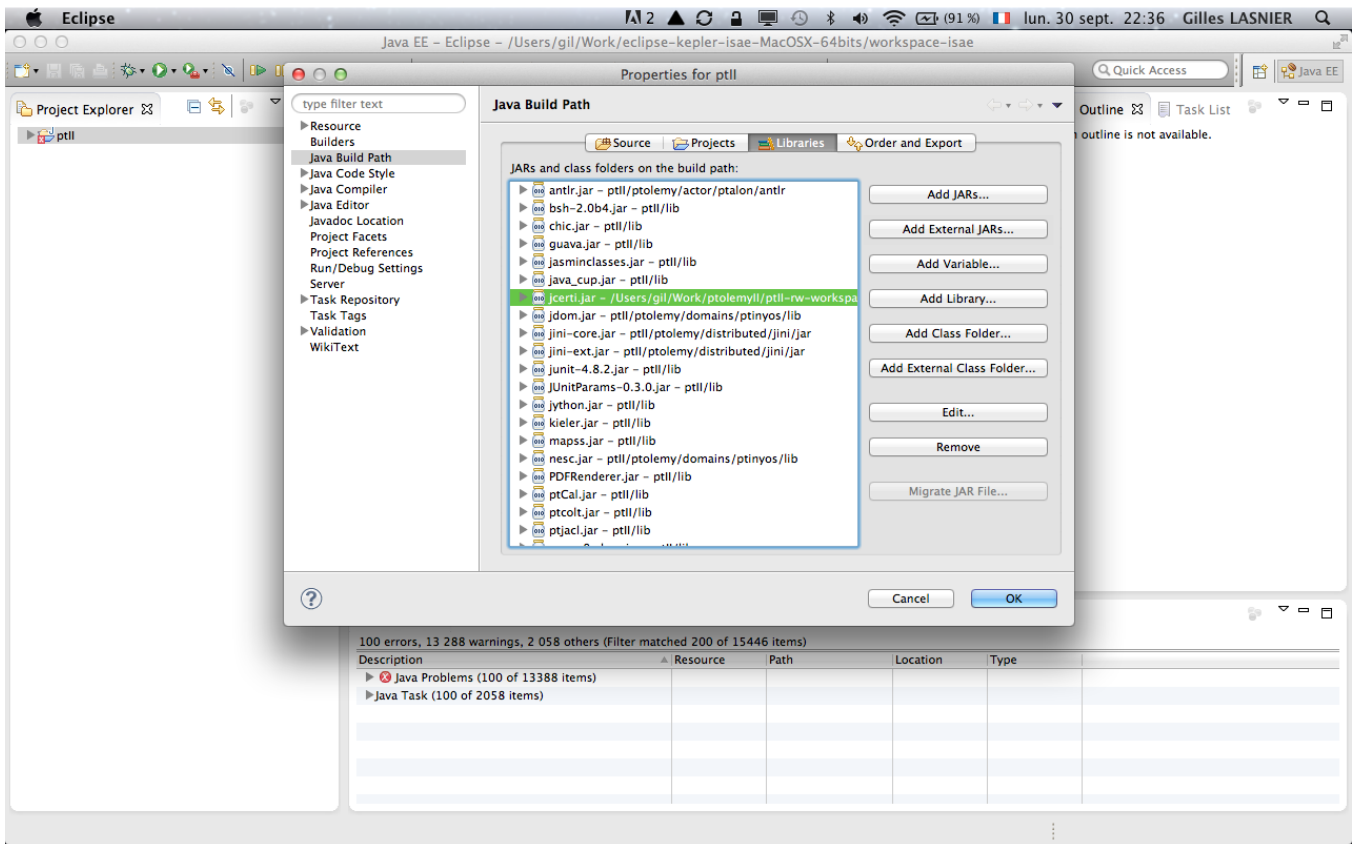 Eclipse 2 (91 %) lun. 30 sept. 22:36 Gilles LASNIER
Java EE – Eclipse – /Users/gil/Work/eclipse-kepler-isae-MacOSX-64bits/workspace-isae
Quick Access Java EE
Project Explorer
ptII
Properties for ptII
type filter text
Resource
Builders
Java Build Path
Java Code Style
Java Compiler
Java Editor
Javadoc Location
Project Facets
Project References
Run/Debug Settings
Server
Task Repository
Task Tags
Validation
WikiText
Java Build Path
Source Projects Libraries Order and Export
JARs and class folders on the build path:
antlr.jar – ptII/ptolemy/actor/ptalon/antlr
bsh-2.0b4.jar – ptII/lib
chic.jar – ptII/lib
guava.jar – ptII/lib
jasminclasses.jar – ptII/lib
java_cup.jar – ptII/lib
jcerti.jar – /Users/gil/Work/ptolemyII/ptII-rw-workspa
jdom.jar – ptII/ptolemy/domains/ptinyos/lib
jini-core.jar – ptII/ptolemy/distributed/jini/jar
jini-ext.jar – ptII/ptolemy/distributed/jini/jar
junit-4.8.2.jar – ptII/lib
JUnitParams-0.3.0.jar – ptII/lib
jython.jar – ptII/lib
kieler.jar – ptII/lib
mapss.jar – ptII/lib
nesc.jar – ptII/ptolemy/domains/ptinyos/lib
PDFRenderer.jar – ptII/lib
ptCal.jar – ptII/lib
ptcolt.jar – ptII/lib
ptjacl.jar – ptII/lib
Add JARs...
Add External JARs...
Add Variable...
Add Library...
Add Class Folder...
Add External Class Folder...
Edit...
Remove
Migrate JAR File...
Cancel OK
Outline Task List
outline is not available.
100 errors, 13 288 warnings, 2 058 others (Filter matched 200 of 15446 items)
Description Resource Path Location Type
Java Problems (100 of 13388 items)
Java Task (100 of 2058 items)